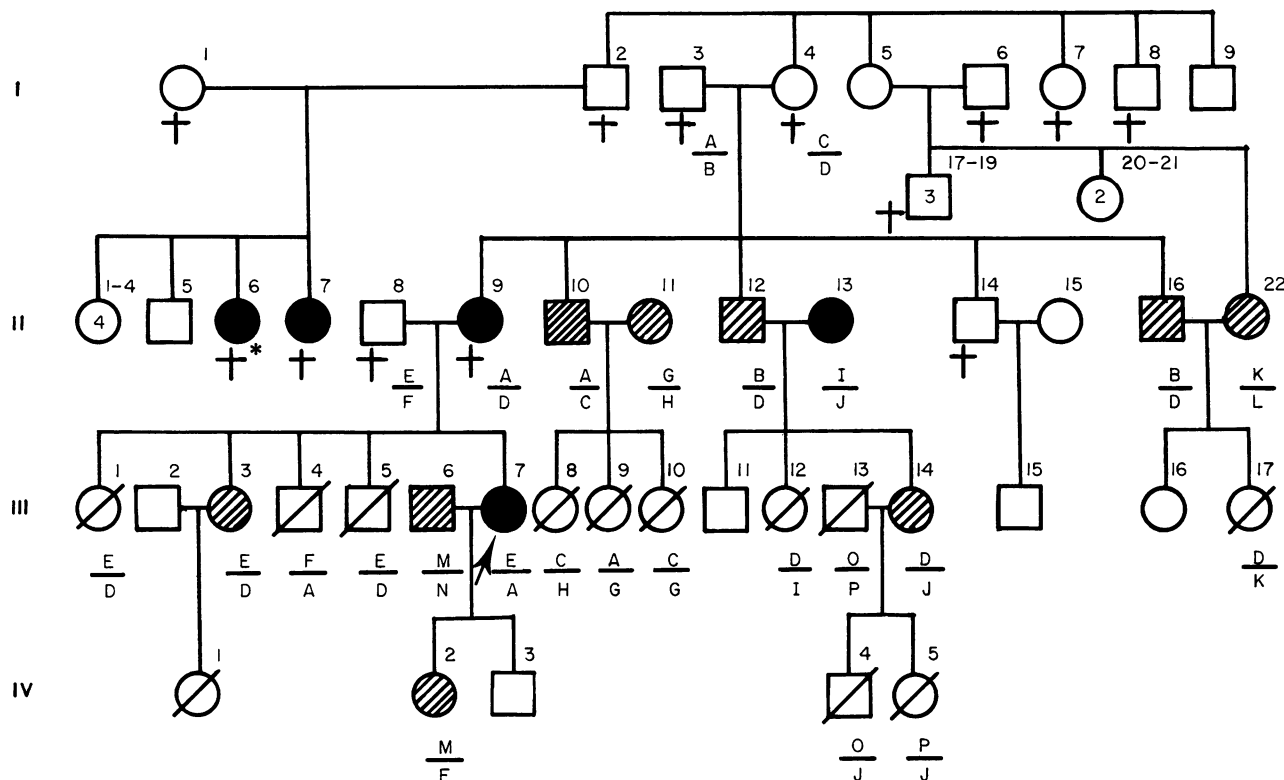 1 2 3 4 5 6 7 8 9
I
A C
B D
17-19 20-21
3 2
1-4 5 6 7 8 9 10 11 12 13 14 15 16 22
II
4
*
E A A G B I B K
F D C H D J D L
1 2 3 4 5 6 7 8 9 10 11 12 13 14 15 16 17
III
E E F E M E C A C D O D D
D D A D N A H G G I P J K
1 2 3 4 5
IV
M O P
E J J